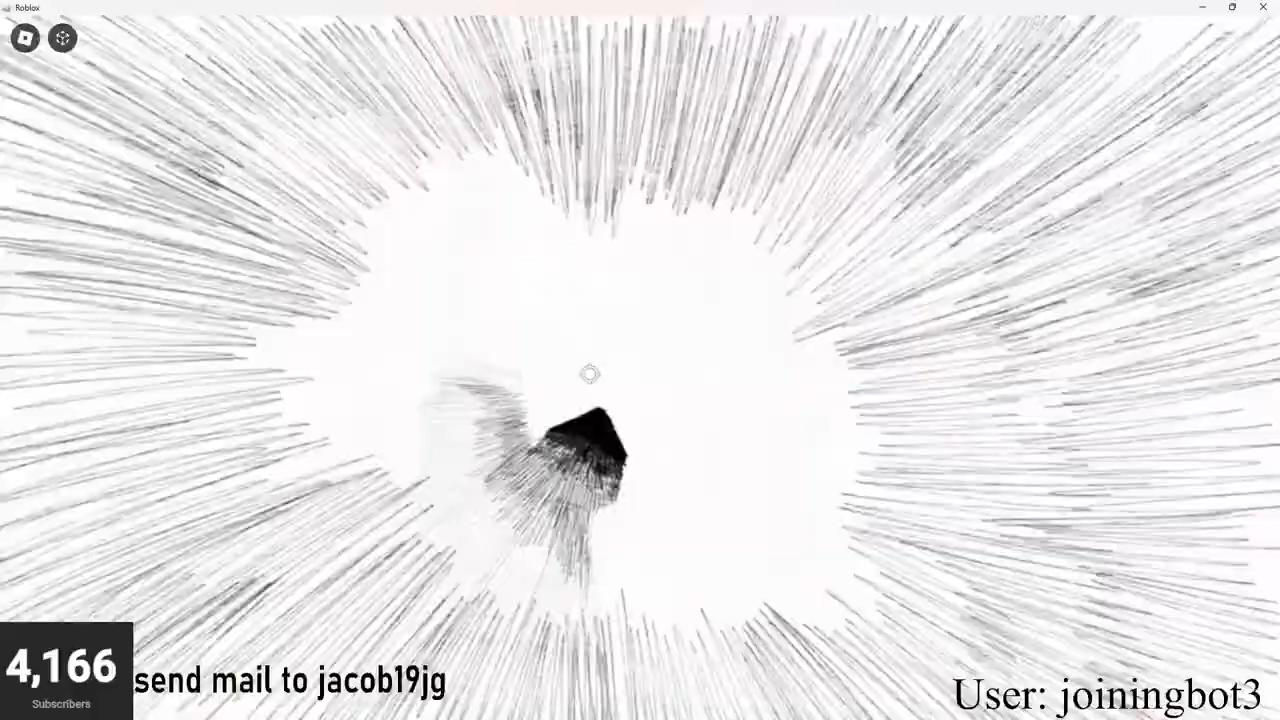 Roblox
4,166
Subscribers
send mail to jacob19jg
User: joiningbot3